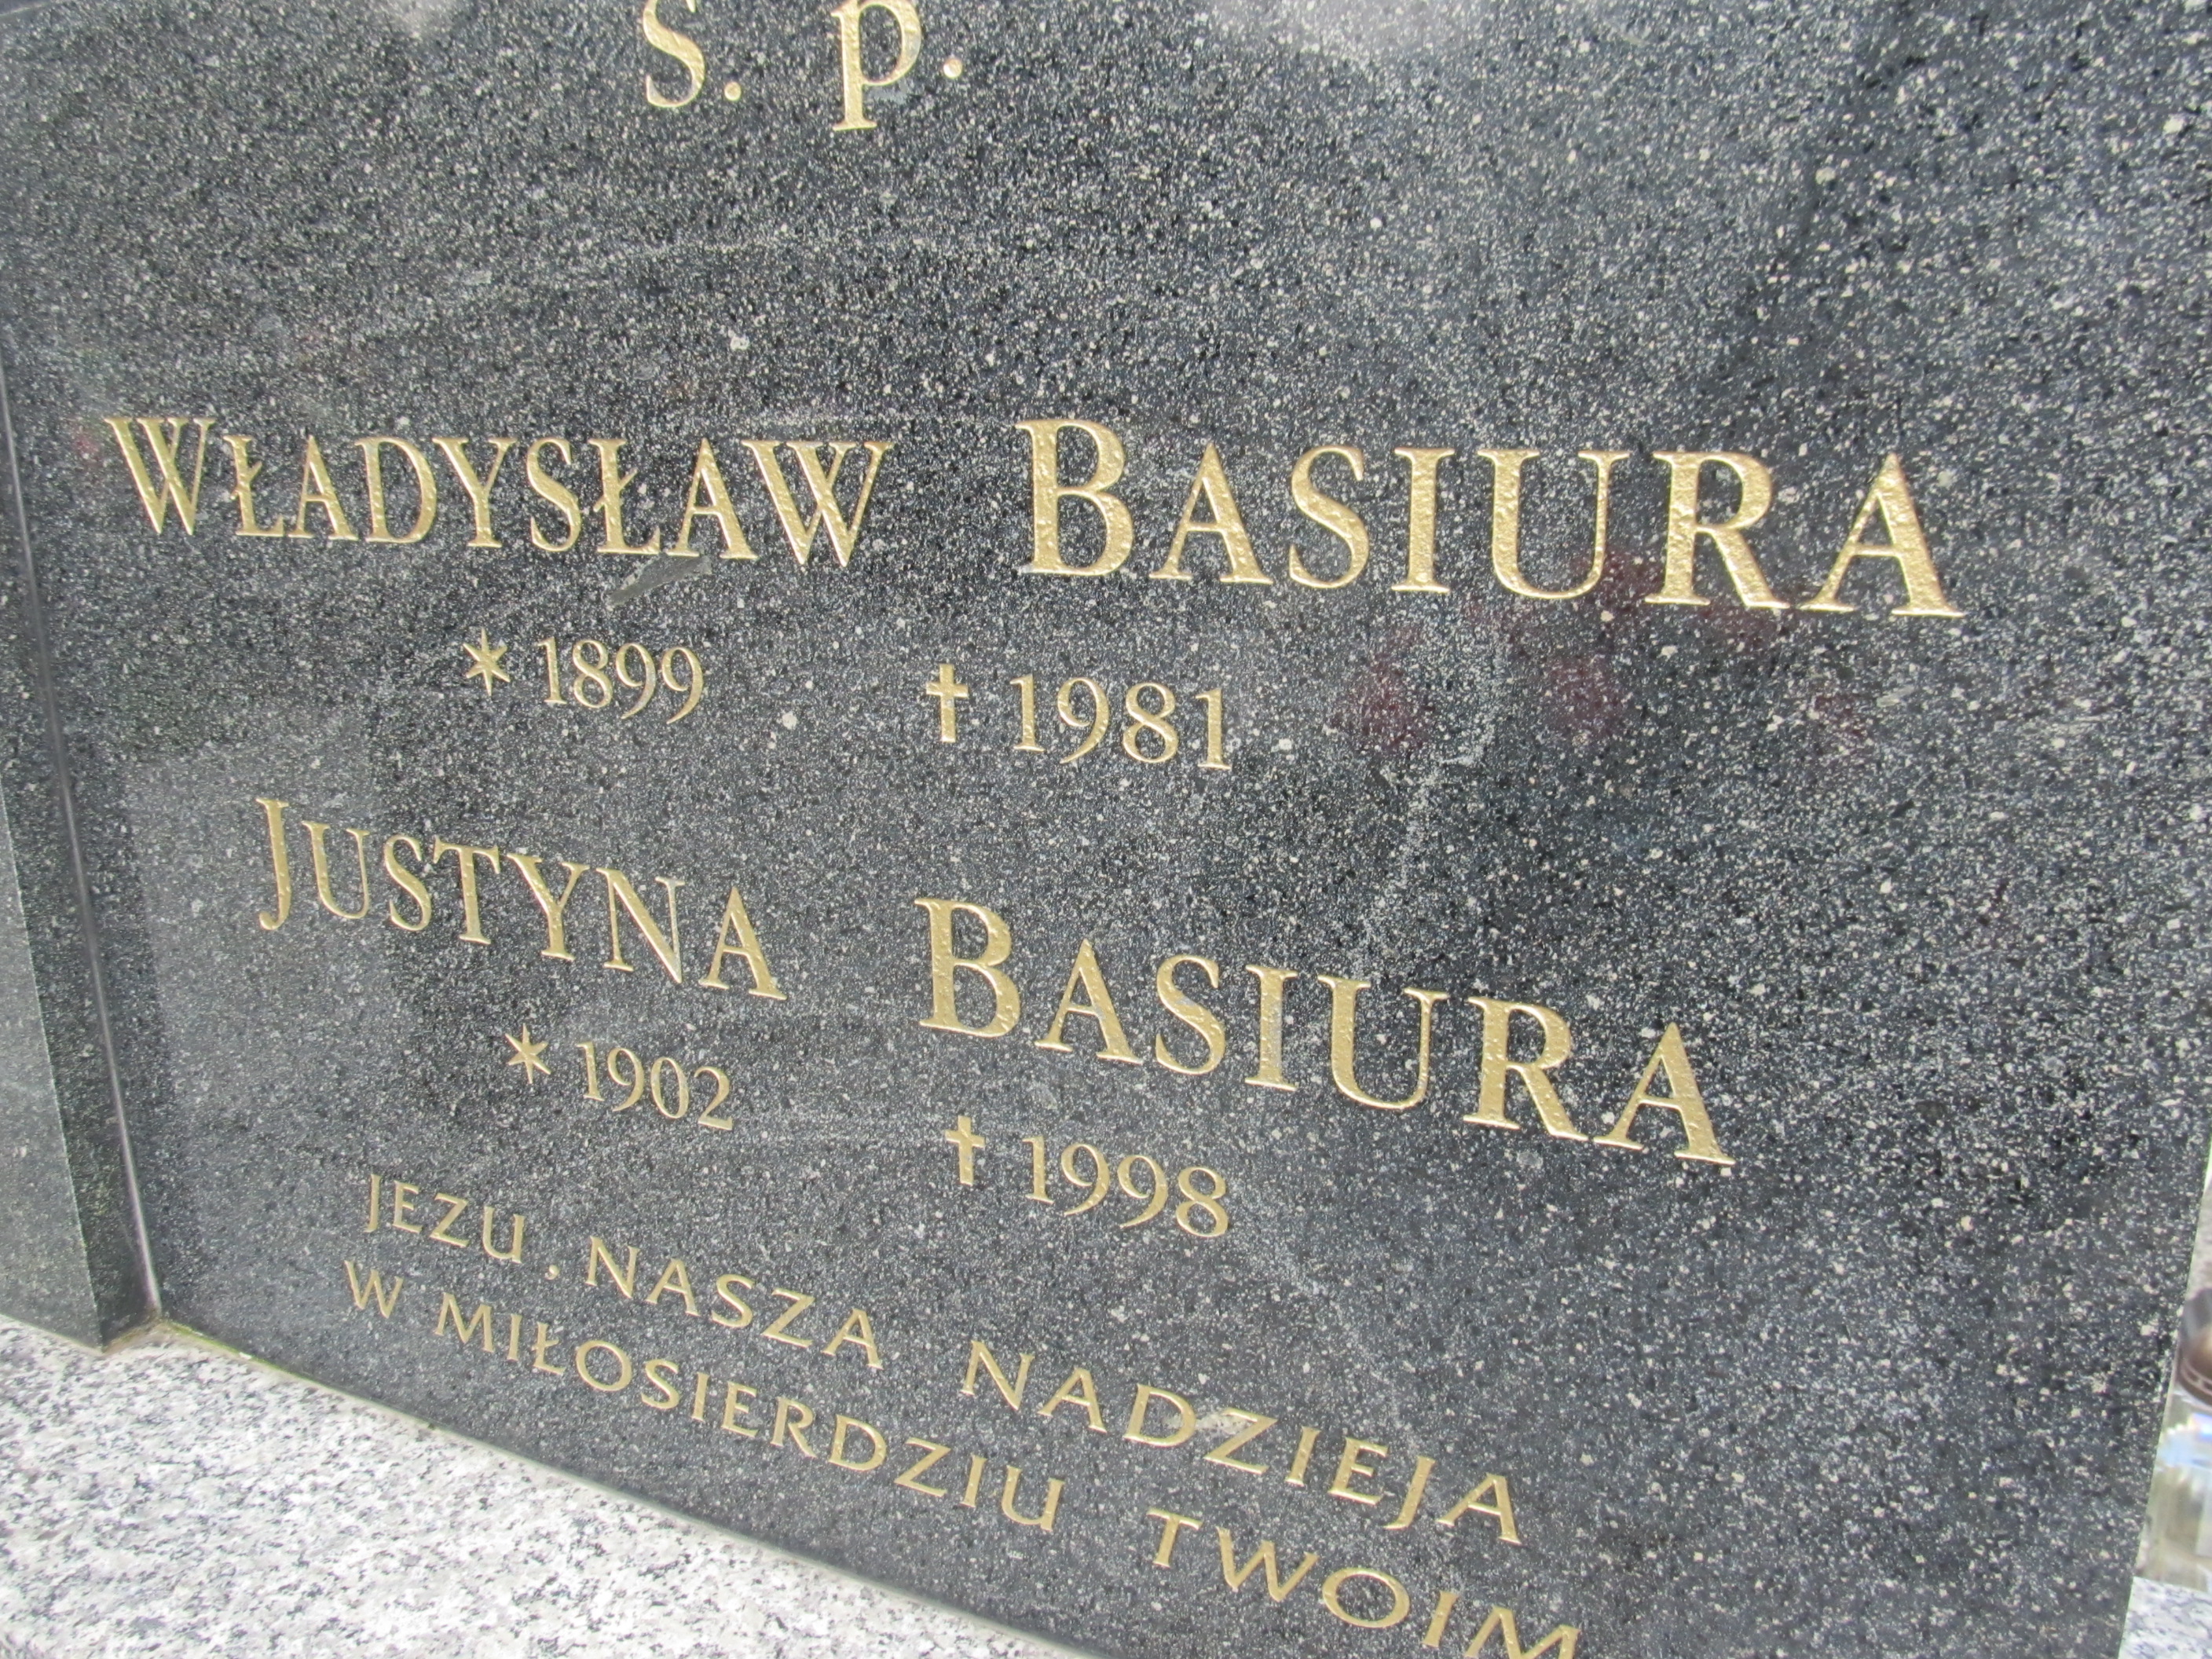 Ś. p.
WŁADYSŁAW BASIURA
* 1899 † 1981
JUSTYNA BASIURA
* 1902 † 1998
JEZU, NASZA NADZIEJA
W MIŁOSIERDZIU TWOIM